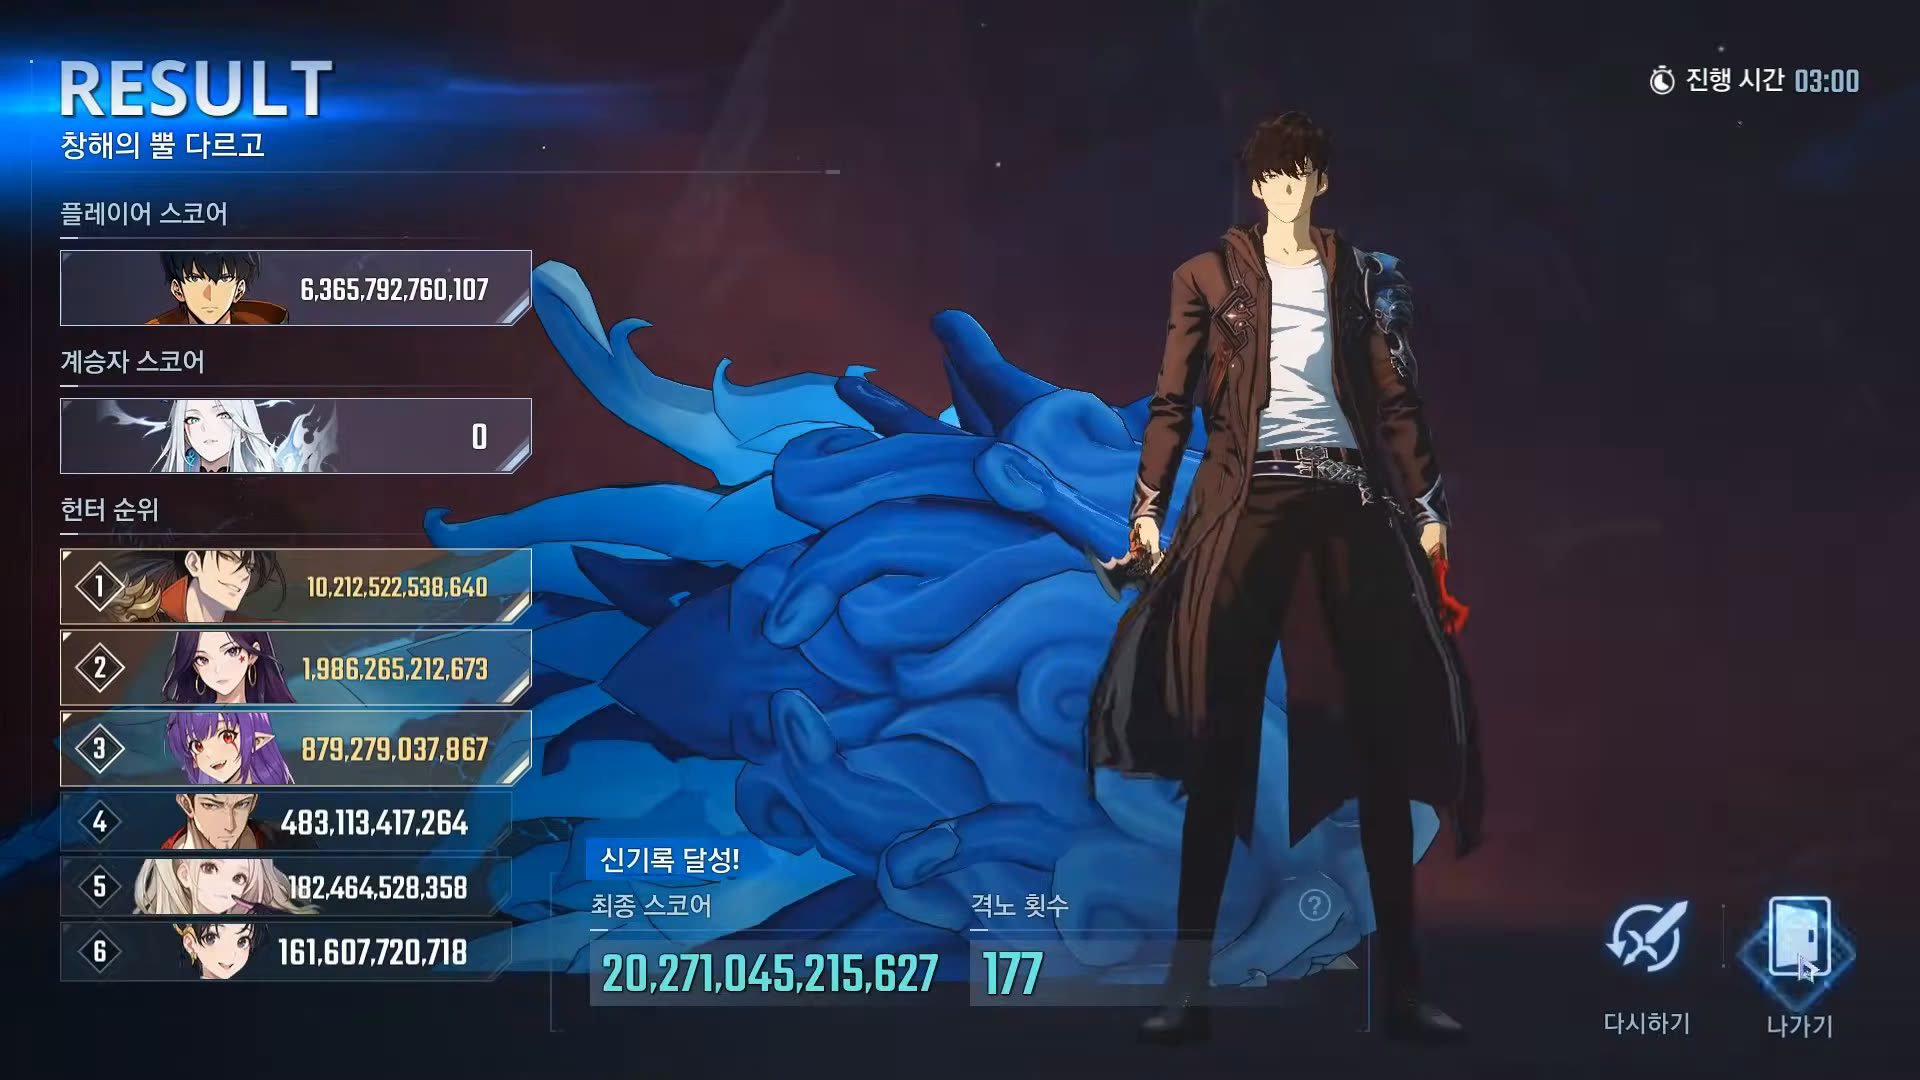 RESULT
창해의 뿔 다르고
진행 시간 03:00
플레이어 스코어
6,365,792,760,107
계승자 스코어
0
헌터 순위
1 10,212,522,538,640
2 1,986,265,212,673
3 879,279,037,867
4 483,113,417,264
5 182,464,528,358
6 161,607,720,718
신기록 달성!
최종 스코어
20,271,045,215,627
격노 횟수
?
177
다시하기
나가기